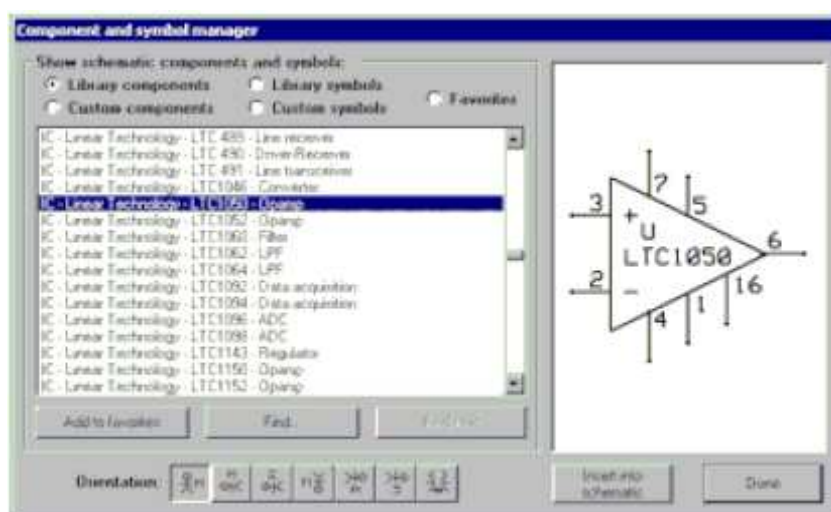 Component and symbol manager
Show schematic components and symbols:
Library components
Library symbols
Favorites
Custom components
Custom symbols
IC - Linear Technology - LTC 489 - Line receiver
IC - Linear Technology - LTC 490 - Driver-Receiver
IC - Linear Technology - LTC 491 - Line transceiver
IC - Linear Technology - LTC1046 - Converter
IC - Linear Technology - LTC1050 - Opamp
IC - Linear Technology - LTC1052 - Opamp
IC - Linear Technology - LTC1060 - Filter
IC - Linear Technology - LTC1062 - LPF
IC - Linear Technology - LTC1064 - LPF
IC - Linear Technology - LTC1092 - Data acquisition
IC - Linear Technology - LTC1094 - Data acquisition
IC - Linear Technology - LTC1096 - ADC
IC - Linear Technology - LTC1098 - ADC
IC - Linear Technology - LTC1143 - Regulator
IC - Linear Technology - LTC1150 - Opamp
IC - Linear Technology - LTC1152 - Opamp
Add to favorites
Find...
Orientation:
7
5
3
+
U
6
LTC1050
2
-
16
1
4
Insert into
schematic
Done